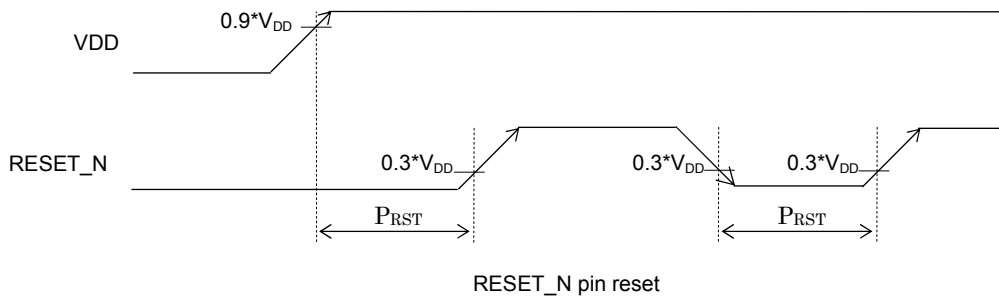 0.9*VDD
VDD
RESET_N
0.3*VDD
0.3*VDD
0.3*VDD
PRST
PRST
RESET_N pin reset